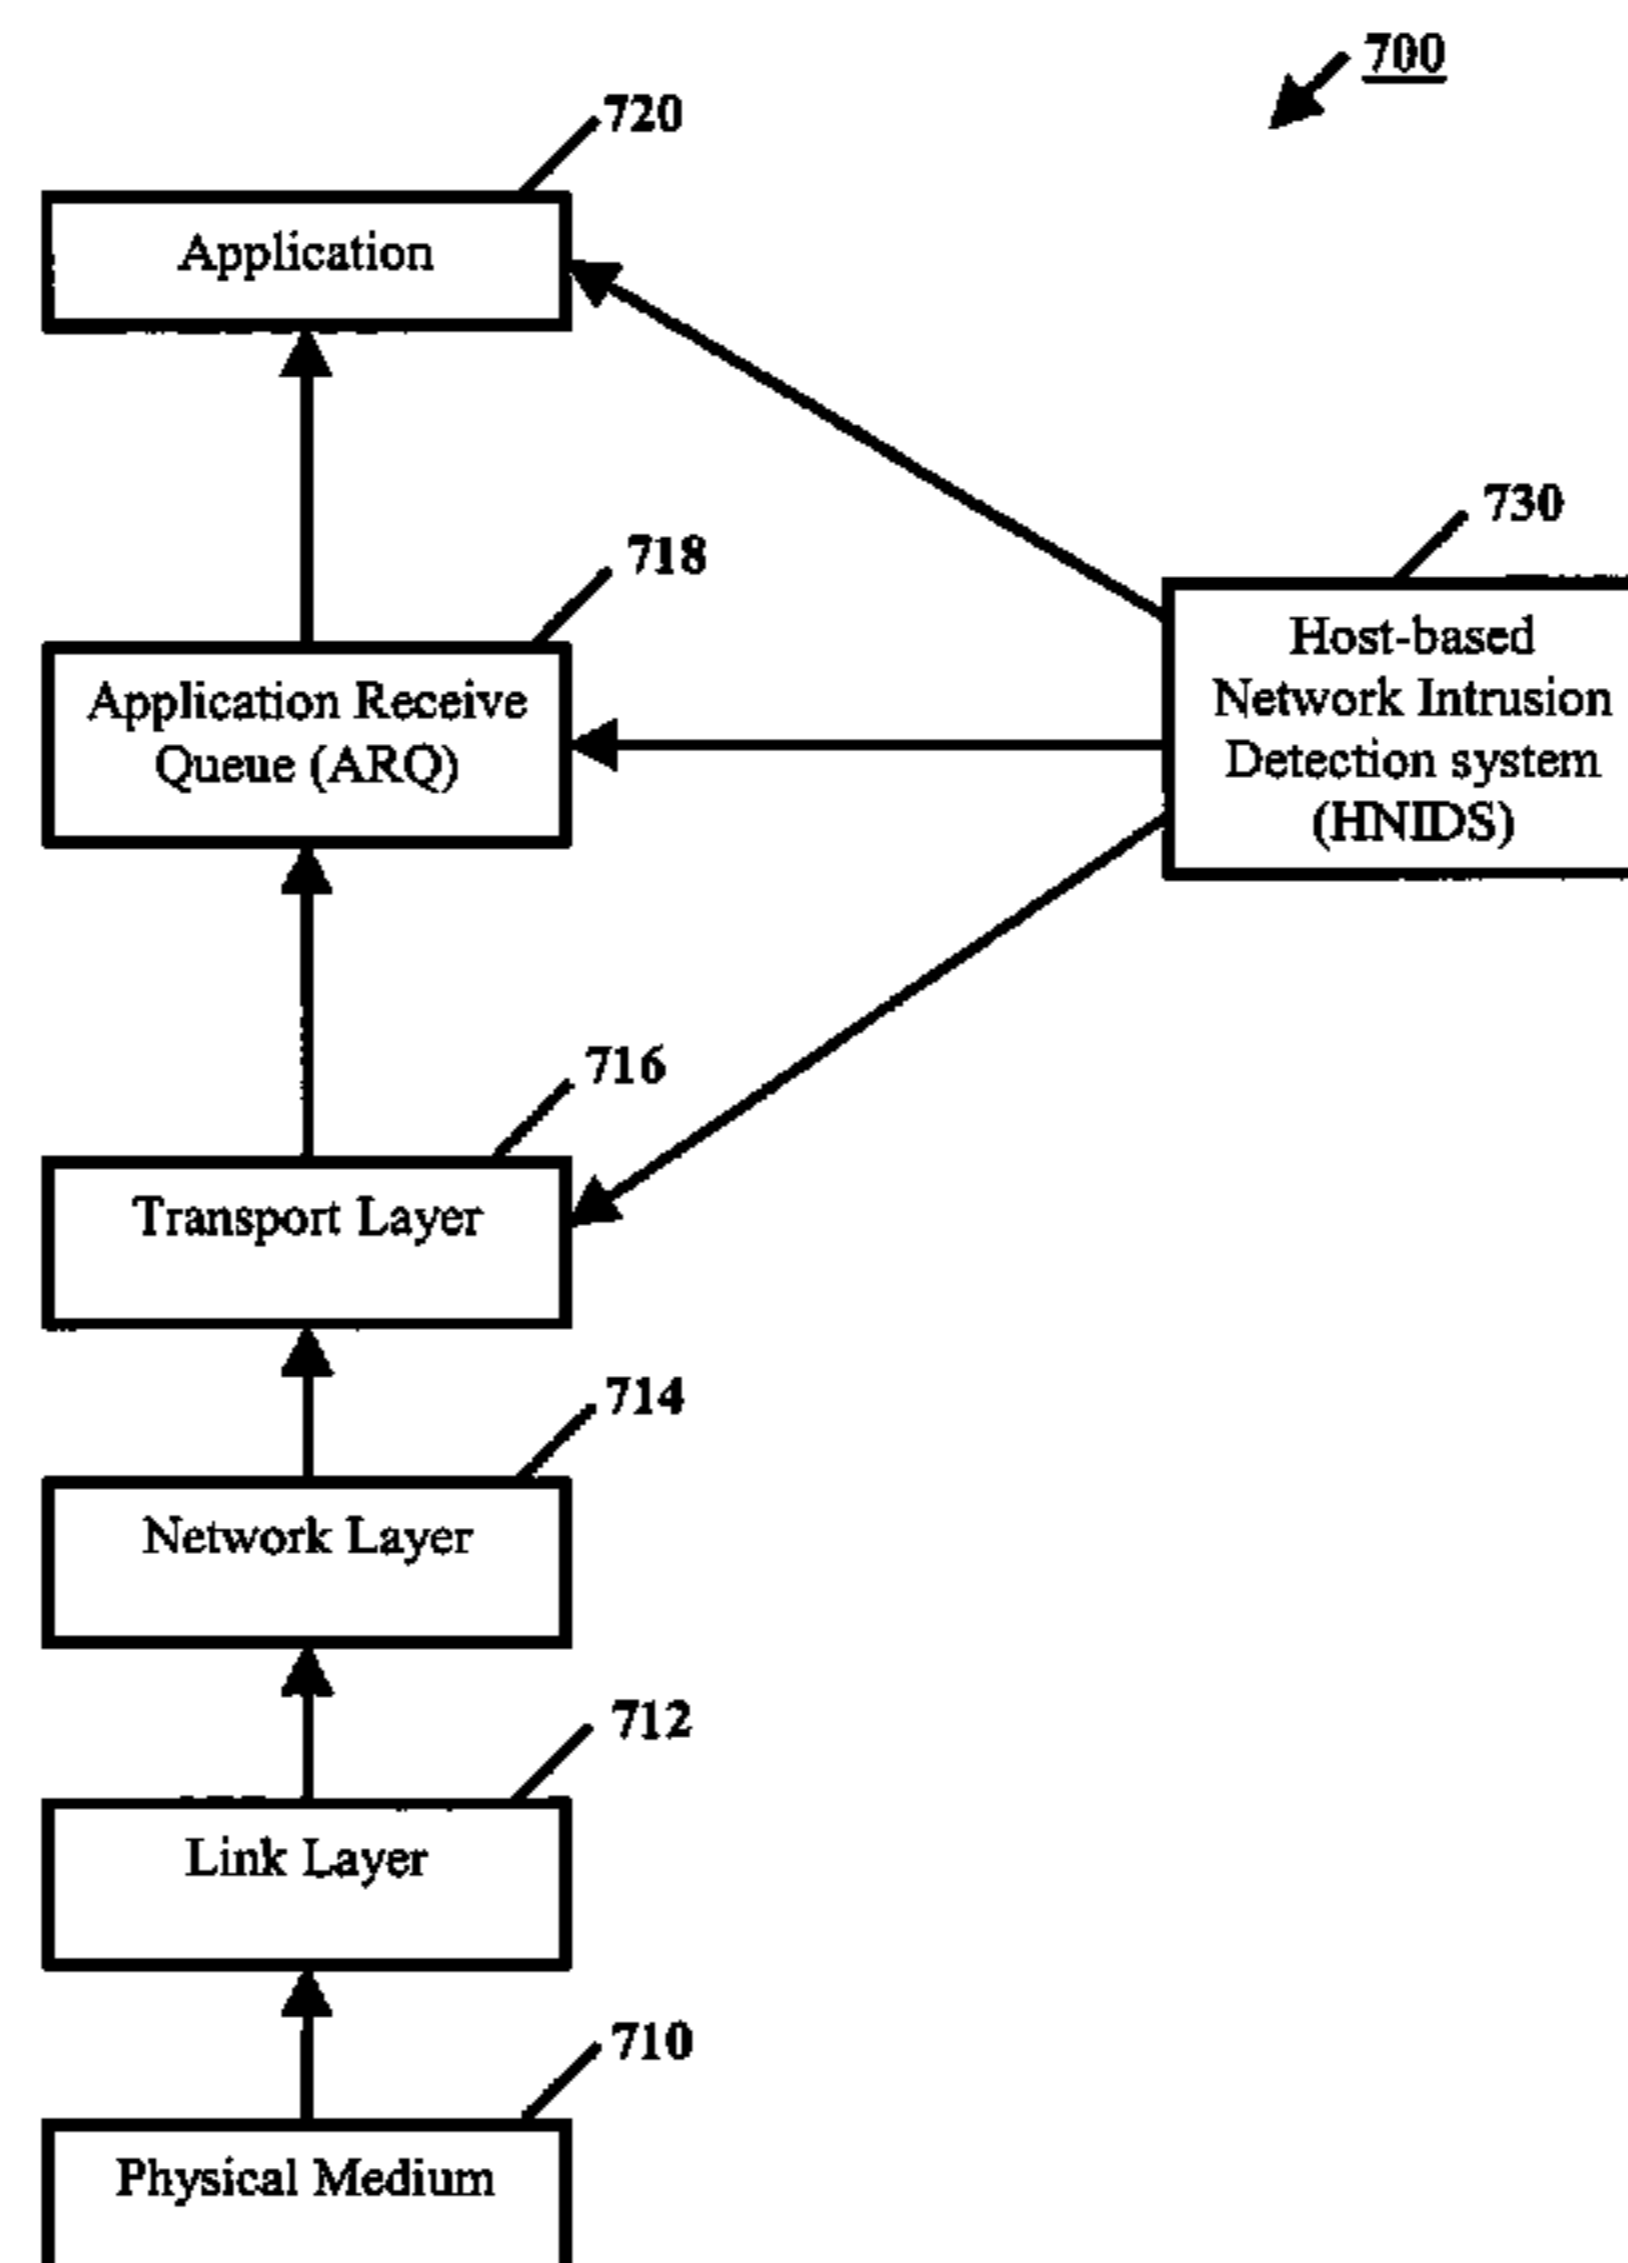 700
720
Application
730
Host-based
Network Intrusion
Detection system
(HNIDS)
718
Application Receive
Queue (ARQ)
716
Transport Layer
714
Network Layer
712
Link Layer
710
Physical Medium